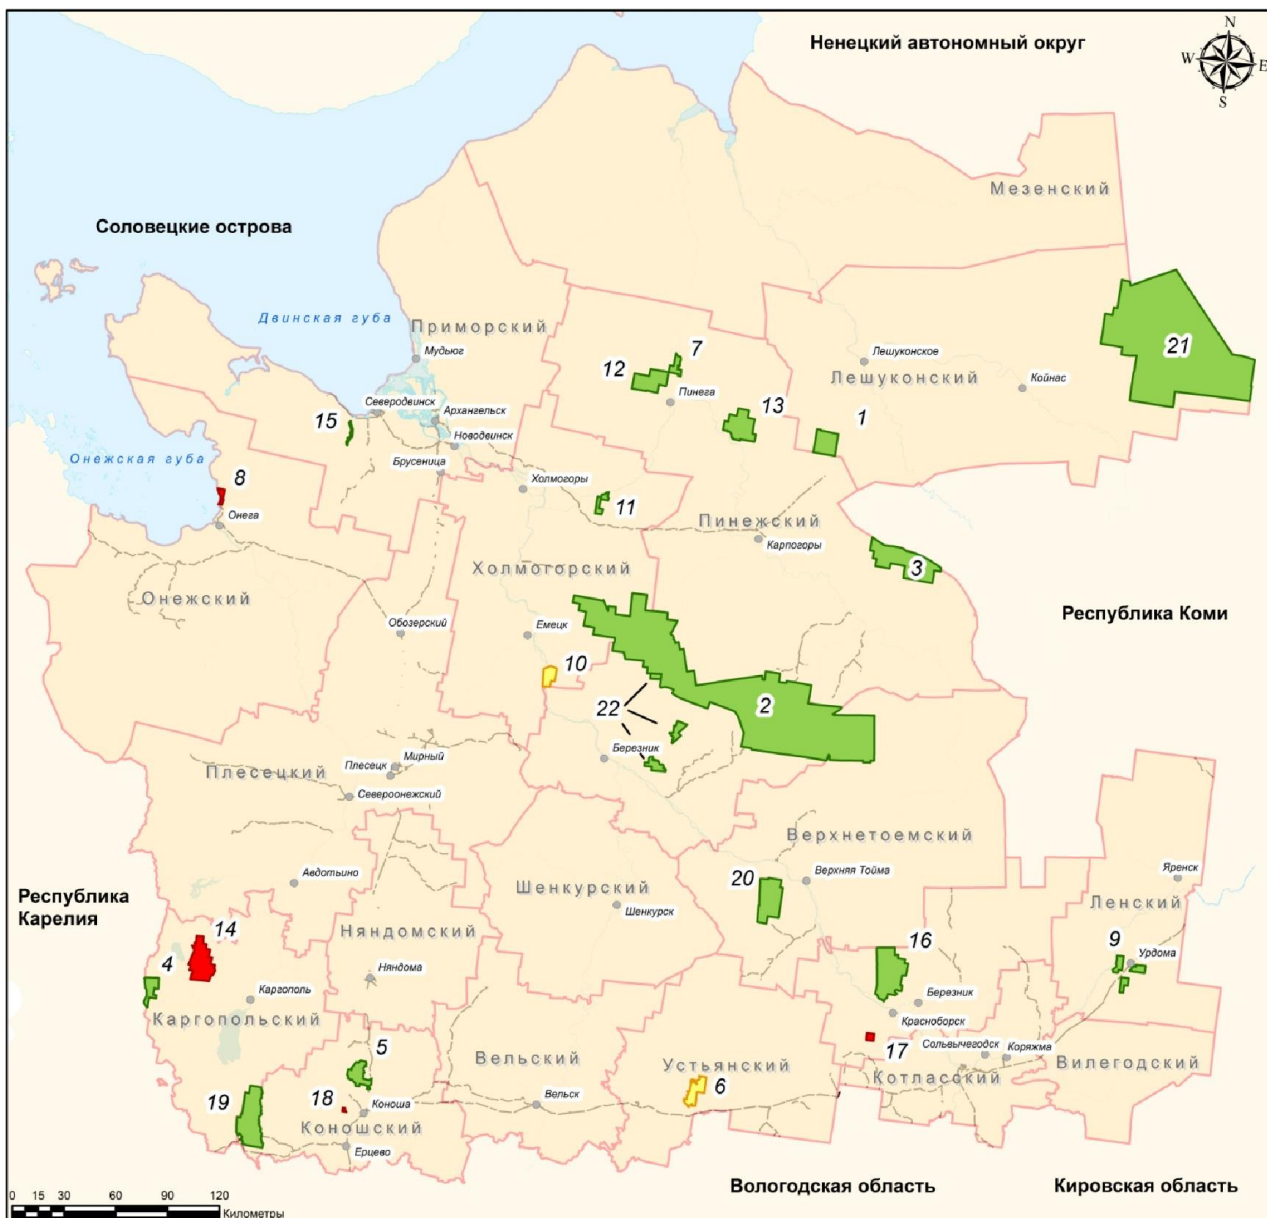 Ненецкий автономный округ
N
W
E
S
Мезенский
Соловецкие острова
Двинская губа
Приморский
Мудьюг
7
12
Пинега
13
Лешуконское
Лешуконский
Койнас
21
1
15
Северодвинск
Архангельск
Новодвинск
Брусеница
Онежская губа
8
Онега
Холмогоры
11
Пинежский
Карпогоры
3
Холмогорский
Онежский
Обозерский
Емецк
10
Республика Коми
22
2
Березник
Мирный
Плесецк
Плесецкий
Североонежский
Верхнетоемский
20
Верхняя Тойма
Авдотьино
Шенкурский
Шенкурск
Яренск
Ленский
Республика
Карелия
14
Няндомский
Няндома
16
9
Урдома
4
Каргополь
Каргопольский
Березник
Красноборск
5
Вельский
Устьянский
17
Сольвычегодск
Коряжма
Вилегодский
Котласский
19
18
Коноша
Коношский
Вельск
6
Ерцево
Вологодская область
Кировская область
0 15 30 60 90 120
Километры